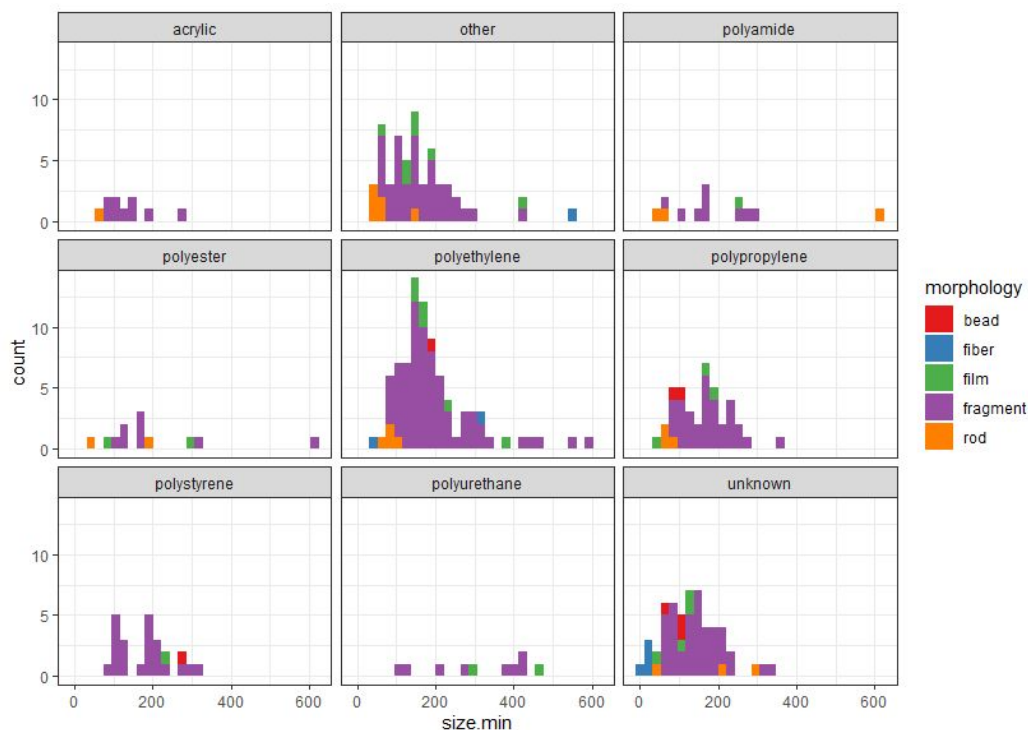 acrylic
other
polyamide
10
5
0
polyester
polyethylene
polypropylene
10
5
0
polystyrene
polyurethane
unknown
10
5
0
0 200 400 600
0 200 400 600
0 200 400 600
count
size.min
morphology
bead
fiber
film
fragment
rod